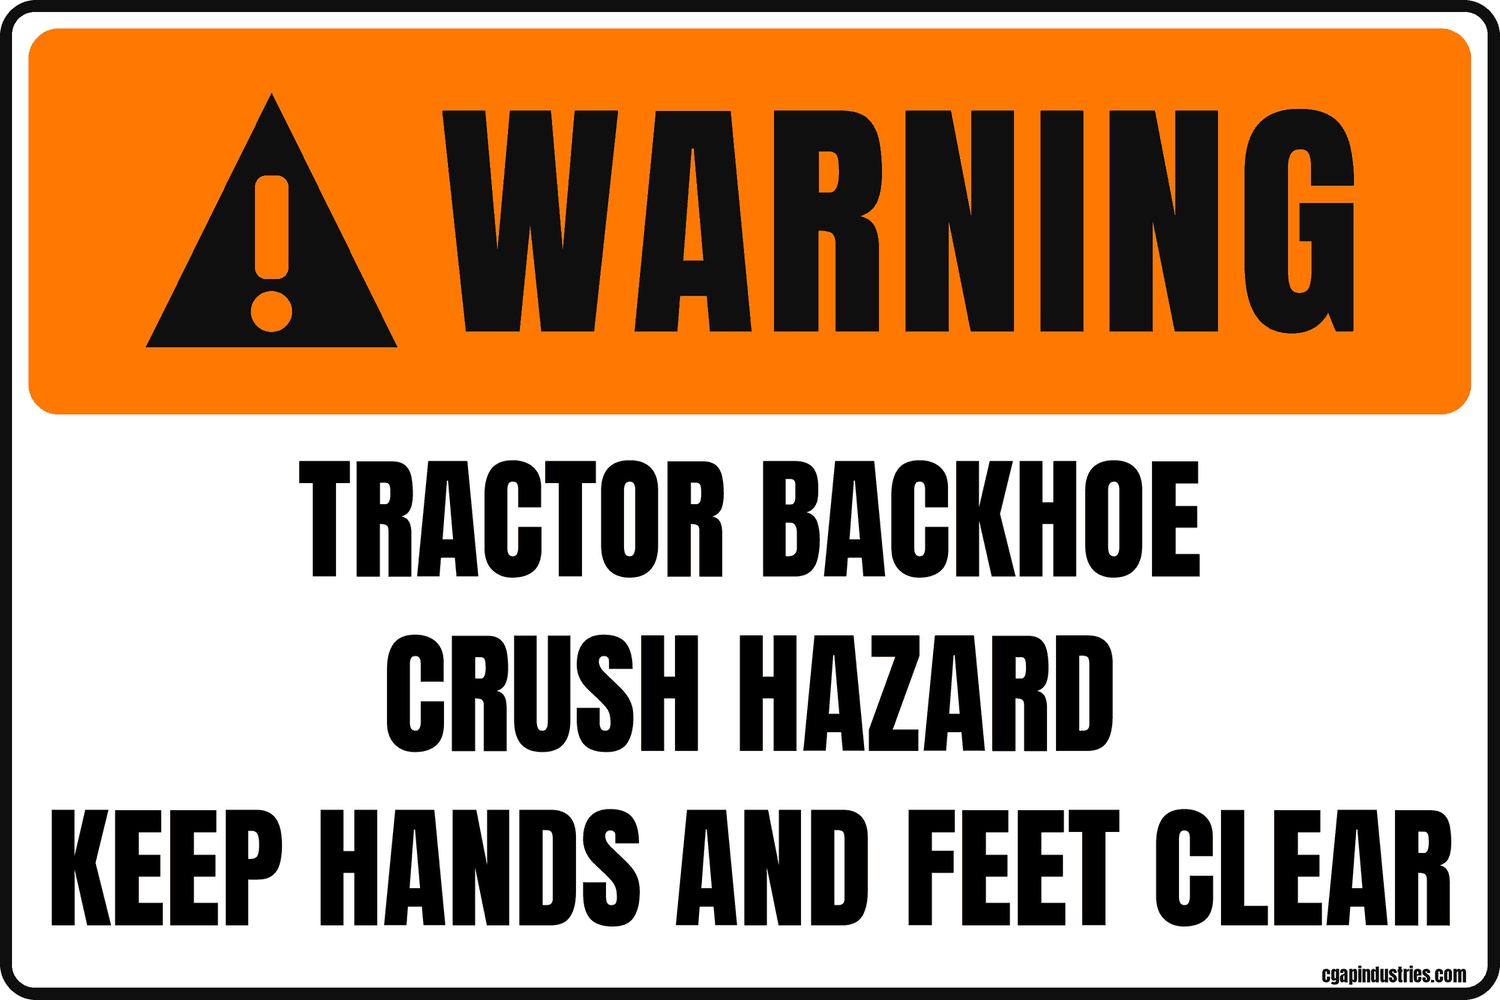 WARNING
TRACTOR BACKHOE
CRUSH HAZARD
KEEP HANDS AND FEET CLEAR
cgapindustries.com